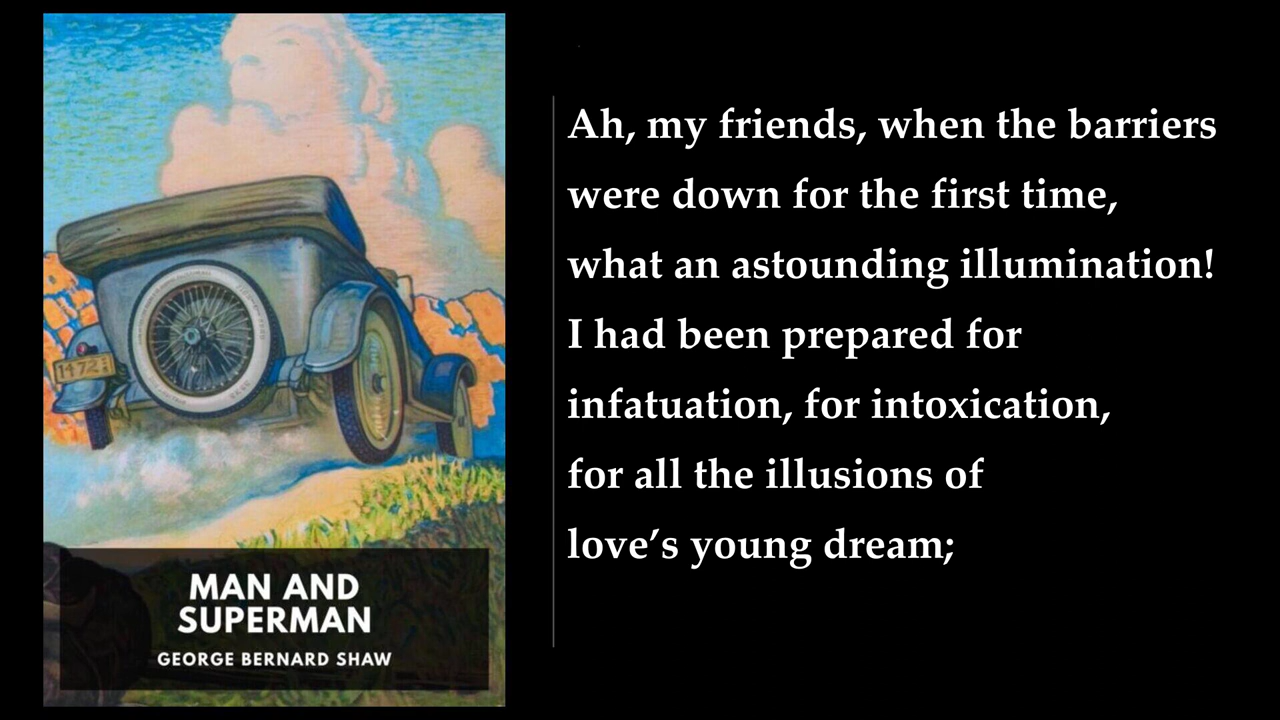 Ah, my friends, when the barriers
were down for the first time,
what an astounding illumination!
I had been prepared for
infatuation, for intoxication,
for all the illusions of
love’s young dream;
1472
MAN AND
SUPERMAN
GEORGE BERNARD SHAW